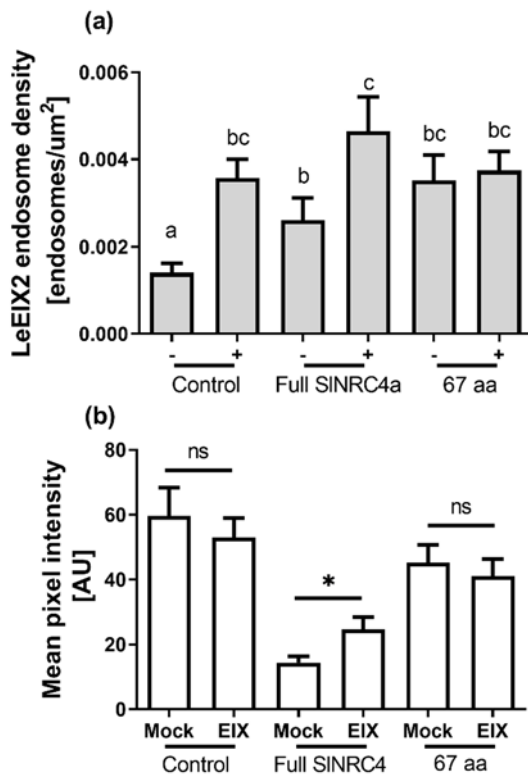 (a)
LeEIX2 endosome density
[endosomes/um²]
0.006
0.004
0.002
0.000
a
bc
b
c
bc
bc
- + - + - +
Control Full SlNRC4a 67 aa
(b)
Mean pixel intensity
[AU]
80
60
40
20
0
ns
*
ns
Mock EIX Mock EIX Mock EIX
Control Full SlNRC4 67 aa